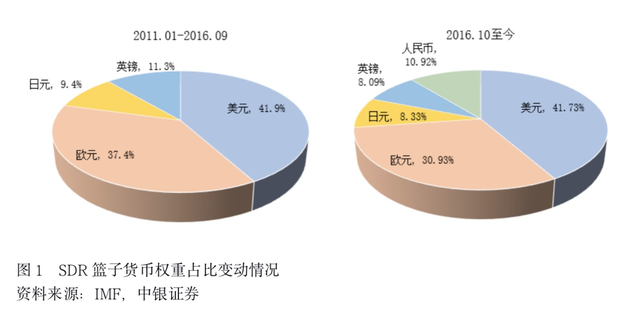 2011.01-2016.09
英镑, 11.3%
日元, 9.4%
美元, 41.9%
欧元, 37.4%
2016.10至今
人民币,
10.92%
英镑,
8.09%
日元, 8.33%
美元, 41.73%
欧元, 30.93%
图 1 SDR 篮子货币权重占比变动情况
资料来源: IMF, 中银证券